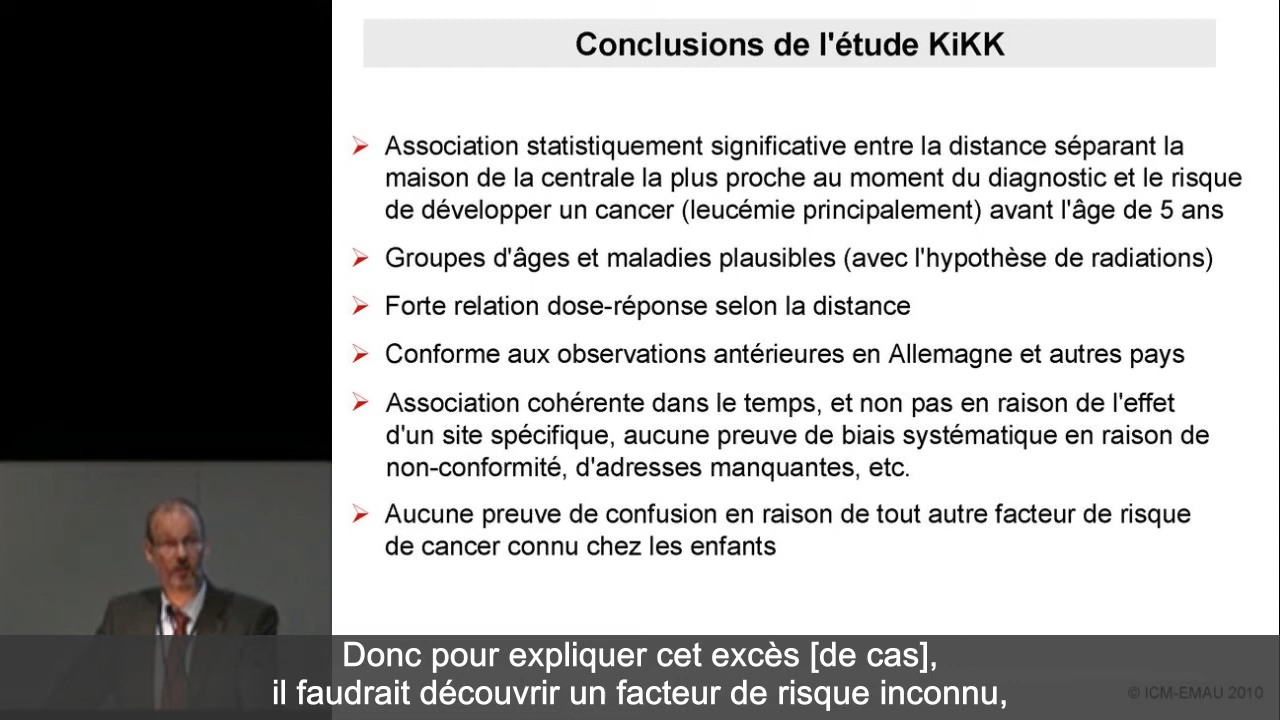 Conclusions de l'étude KiKK
Association statistiquement significative entre la distance séparant la
maison de la centrale la plus proche au moment du diagnostic et le risque
de développer un cancer (leucémie principalement) avant l'âge de 5 ans
Groupes d'âges et maladies plausibles (avec l'hypothèse de radiations)
Forte relation dose-réponse selon la distance
Conforme aux observations antérieures en Allemagne et autres pays
Association cohérente dans le temps, et non pas en raison de l'effet
d'un site spécifique, aucune preuve de biais systématique en raison de
non-conformité, d'adresses manquantes, etc.
Aucune preuve de confusion en raison de tout autre facteur de risque
de cancer connu chez les enfants
Donc pour expliquer cet excès [de cas],
il faudrait découvrir un facteur de risque inconnu,
© ICM-EMAU 2010